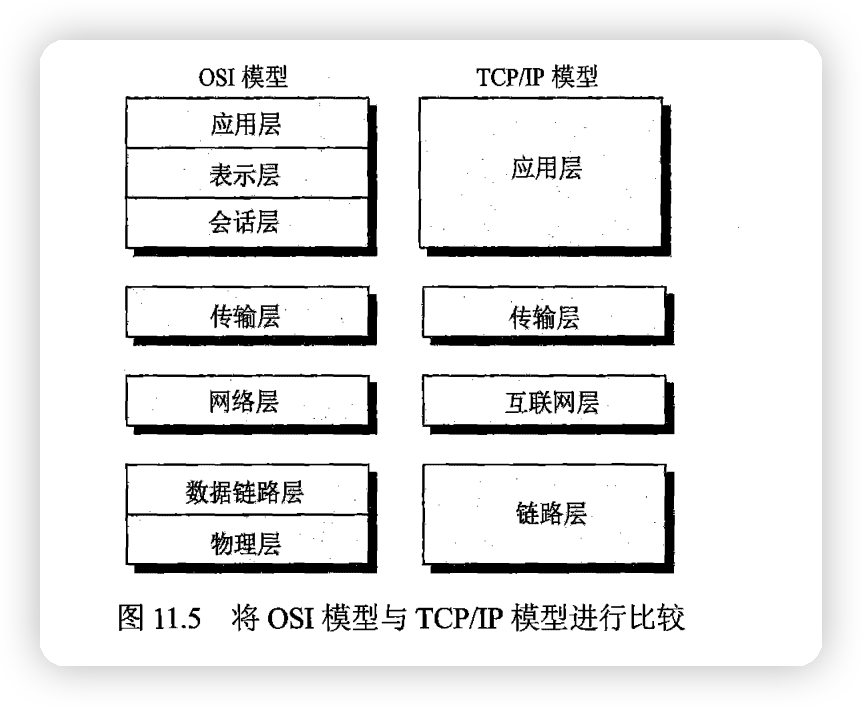 OSI 模型
TCP/IP 模型
应用层
表示层
会话层
应用层
传输层
传输层
网络层
互联网层
数据链路层
物理层
链路层
图 11.5 将 OSI 模型与 TCP/IP 模型进行比较